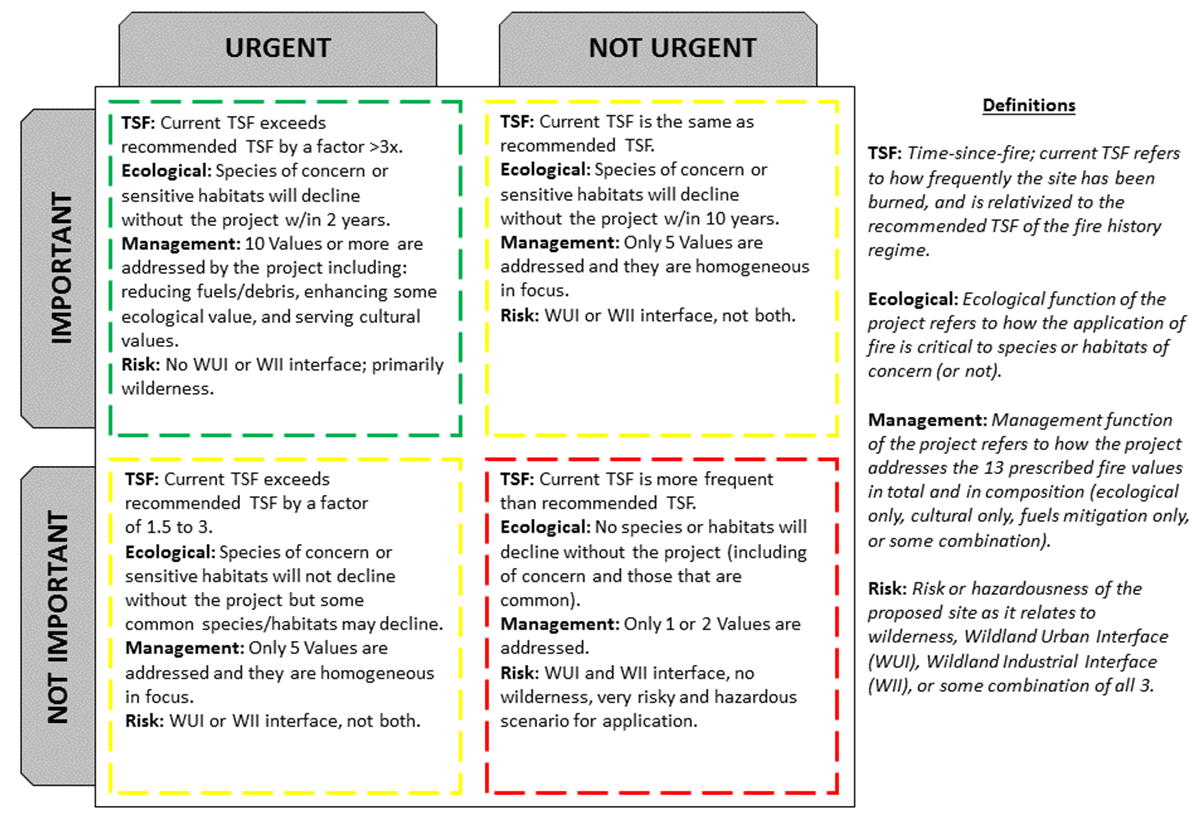 URGENT
NOT URGENT
IMPORTANT
TSF: Current TSF exceeds
recommended TSF by a factor >3x.
Ecological: Species of concern or
sensitive habitats will decline
without the project w/in 2 years.
Management: 10 Values or more are
addressed by the project including:
reducing fuels/debris, enhancing some
ecological value, and serving cultural
values.
Risk: No WUI or WII interface; primarily
wilderness.
TSF: Current TSF is the same as
recommended TSF.
Ecological: Species of concern or
sensitive habitats will decline
without the project w/in 10 years.
Management: Only 5 Values are
addressed and they are homogeneous
in focus.
Risk: WUI or WII interface, not both.
NOT IMPORTANT
TSF: Current TSF exceeds
recommended TSF by a factor
of 1.5 to 3.
Ecological: Species of concern or
sensitive habitats will not decline
without the project but some
common species/habitats may decline.
Management: Only 5 Values are
addressed and they are homogeneous
in focus.
Risk: WUI or WII interface, not both.
TSF: Current TSF is more frequent
than recommended TSF.
Ecological: No species or habitats will
decline without the project (including
of concern and those that are
common).
Management: Only 1 or 2 Values are
addressed.
Risk: WUI and WII interface, no
wilderness, very risky and hazardous
scenario for application.
Definitions
TSF: Time-since-fire; current TSF refers
to how frequently the site has been
burned, and is relativized to the
recommended TSF of the fire history
regime.
Ecological: Ecological function of the
project refers to how the application of
fire is critical to species or habitats of
concern (or not).
Management: Management function
of the project refers to how the project
addresses the 13 prescribed fire values
in total and in composition (ecological
only, cultural only, fuels mitigation only,
or some combination).
Risk: Risk or hazardousness of the
proposed site as it relates to
wilderness, Wildland Urban Interface
(WUI), Wildland Industrial Interface
(WII), or some combination of all 3.